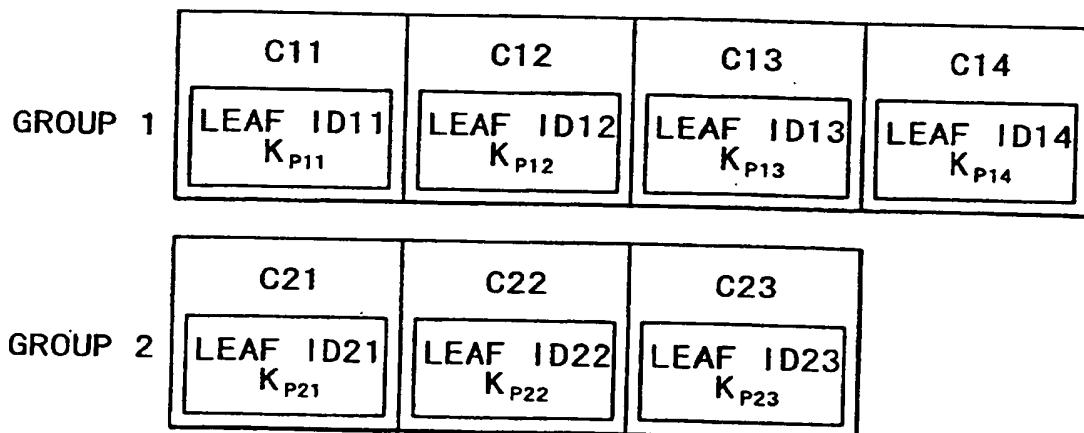 C11 C12 C13 C14
GROUP 1 LEAF ID11 LEAF ID12 LEAF ID13 LEAF ID14
KP11 KP12 KP13 KP14
C21 C22 C23
GROUP 2 LEAF ID21 LEAF ID22 LEAF ID23
KP21 KP22 KP23